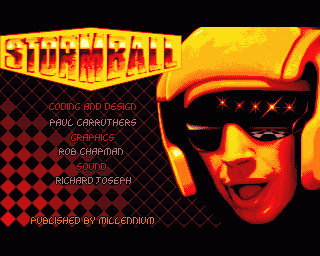 STORMBALL
CODING AND DESIGN
PAUL CARRUTHERS
GRAPHICS
ROB CHAPMAN
SOUND
RICHARD JOSEPH
PUBLISHED BY MILLENNIUM